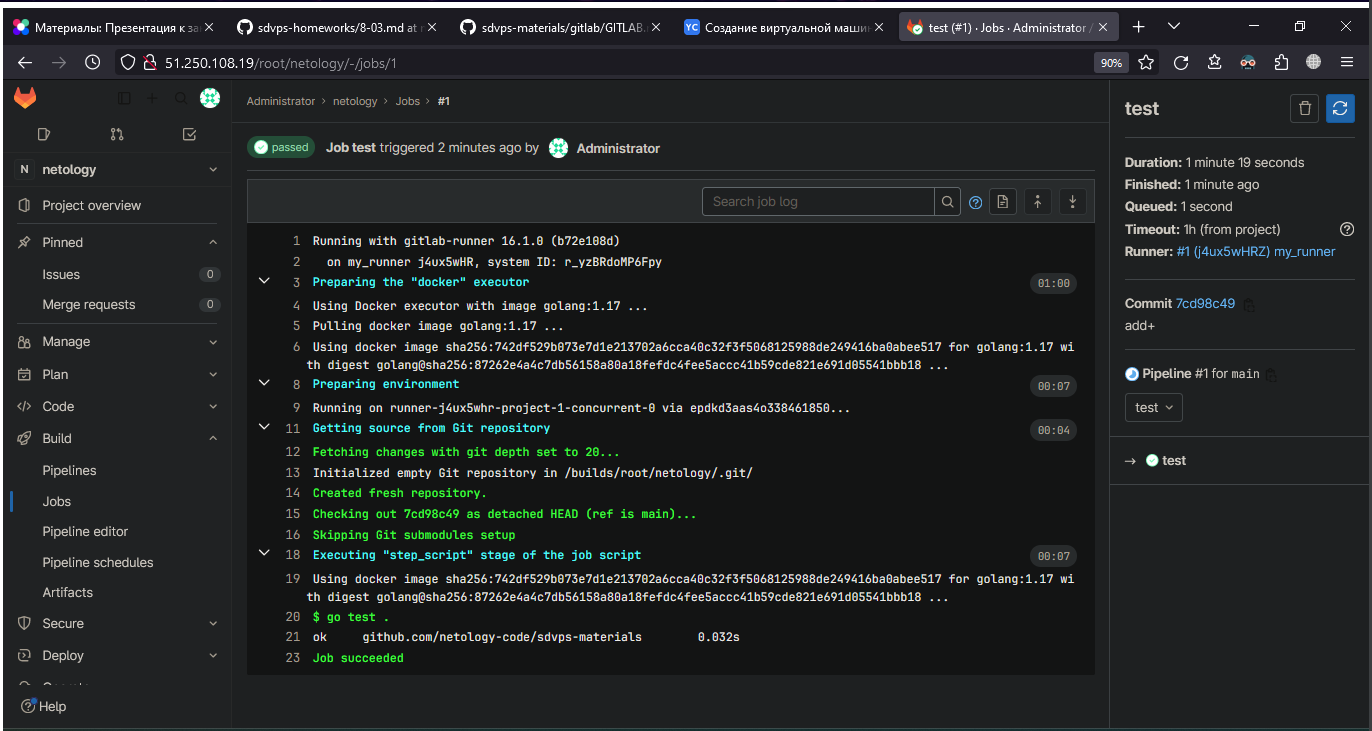 Материалы: Презентация к за
sdvps-homeworks/8-03.md at
sdvps-materials/gitlab/GITLAB.
YC Создание виртуальной маши
test (#1) · Jobs · Administrator /
51.250.108.19/root/netology/-/jobs/1
90%
N netology
Project overview
Pinned
Issues 0
Merge requests 0
Manage
Plan
Code
Build
Pipelines
Jobs
Pipeline editor
Pipeline schedules
Artifacts
Secure
Deploy
Help
Administrator › netology › Jobs › #1
passed Job test triggered 2 minutes ago by Administrator
Search job log
1 Running with gitlab-runner 16.1.0 (b72e108d)
2 on my_runner j4ux5wHR, system ID: r_yzBRdoMP6Fpy
3 Preparing the "docker" executor 01:00
4 Using Docker executor with image golang:1.17 ...
5 Pulling docker image golang:1.17 ...
6 Using docker image sha256:742df529b073e7d1e213702a6cca40c32f3f5068125988de249416ba0abee517 for golang:1.17 wi
th digest golang@sha256:87262e4a4c7db56158a80a18fefdc4fee5accc41b59cde821e691d05541bbb18 ...
8 Preparing environment 00:07
9 Running on runner-j4ux5whr-project-1-concurrent-0 via epdkd3aas4o338461850...
11 Getting source from Git repository 00:04
12 Fetching changes with git depth set to 20...
13 Initialized empty Git repository in /builds/root/netology/.git/
14 Created fresh repository.
15 Checking out 7cd98c49 as detached HEAD (ref is main)...
16 Skipping Git submodules setup
18 Executing "step_script" stage of the job script 00:07
19 Using docker image sha256:742df529b073e7d1e213702a6cca40c32f3f5068125988de249416ba0abee517 for golang:1.17 wi
th digest golang@sha256:87262e4a4c7db56158a80a18fefdc4fee5accc41b59cde821e691d05541bbb18 ...
20 $ go test .
21 ok github.com/netology-code/sdvps-materials 0.032s
23 Job succeeded
test
Duration: 1 minute 19 seconds
Finished: 1 minute ago
Queued: 1 second
Timeout: 1h (from project)
Runner: #1 (j4ux5wHRZ) my_runner
Commit 7cd98c49
add+
Pipeline #1 for main
test
→ test